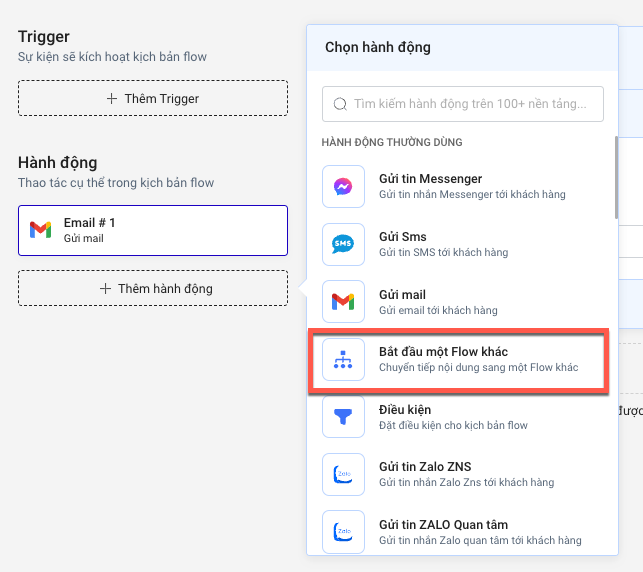 Trigger
Sự kiện sẽ kích hoạt kịch bản flow
Thêm Trigger
Hành động
Thao tác cụ thể trong kịch bản flow
Email # 1
Gửi mail
Thêm hành động
Chọn hành động
Tìm kiếm hành động trên 100+ nền tảng...
HÀNH ĐỘNG THƯỜNG DÙNG
Gửi tin Messenger
Gửi tin nhắn Messenger tới khách hàng
SMS
Gửi Sms
Gửi tin SMS tới khách hàng
Gửi mail
Gửi email tới khách hàng
Bắt đầu một Flow khác
Chuyển tiếp nội dung sang một Flow khác
Điều kiện
Đặt điều kiện cho kịch bản flow
Zalo
Gửi tin Zalo ZNS
Gửi tin nhắn Zalo Zns tới khách hàng
Zalo
Gửi tin ZALO Quan tâm
Gửi tin nhắn Zalo quan tâm tới khách hàng
được